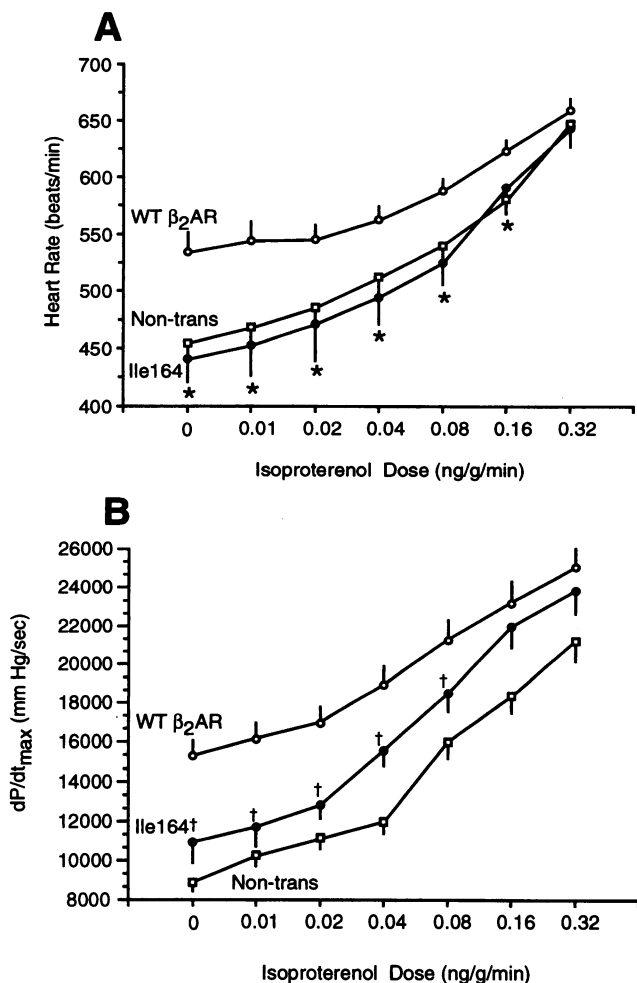 A
700
650
600
550
500
450
400
Heart Rate (beats/min)
WT β2AR
Non-trans
Ile164
* * * * * *
0 0.01 0.02 0.04 0.08 0.16 0.32
Isoproterenol Dose (ng/g/min)
B
26000
24000
22000
20000
18000
16000
14000
12000
10000
8000
dP/dtmax (mm Hg/sec)
WT β2AR
Ile164†
† † † †
Non-trans
0 0.01 0.02 0.04 0.08 0.16 0.32
Isoproterenol Dose (ng/g/min)